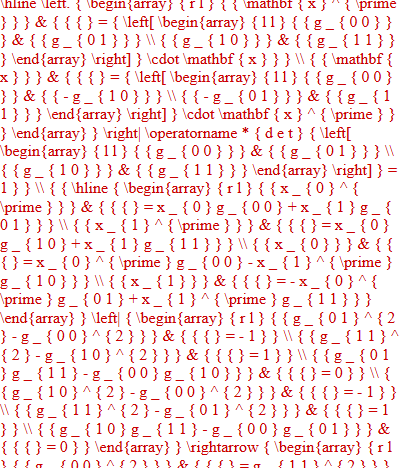 \hline \left. { \begin{array} { r l } { { \mathbf { x } ^ { \prime
} } } & { { { } = { \left[ \begin{array} { l l } { { g _ { 0 0 } }
} & { { g _ { 0 1 } } } \\ { { g _ { 1 0 } } } & { { g _ { 1 1 } }
} \end{array} \right] } \cdot \mathbf { x } } } \\ { { \mathbf {
x } } } & { { { } = { \left[ \begin{array} { l l } { { g _ { 0 0 }
} } & { { - g _ { 1 0 } } } \\ { { - g _ { 0 1 } } } & { { g _ { 1
1 } } } \end{array} \right] } \cdot \mathbf { x } ^ { \prime } }
} \end{array} } \right| \operatorname * { d e t } { \left[
\begin{array} { l l } { { g _ { 0 0 } } } & { { g _ { 0 1 } } } \\
{ { g _ { 1 0 } } } & { { g _ { 1 1 } } } \end{array} \right] } =
1 } } \\ { { \hline { \begin{array} { r l } { { x _ { 0 } ^ {
\prime } } } & { { { } = x _ { 0 } g _ { 0 0 } + x _ { 1 } g _ {
0 1 } } } \\ { { x _ { 1 } ^ { \prime } } } & { { { } = x _ { 0 }
g _ { 1 0 } + x _ { 1 } g _ { 1 1 } } } \\ { { x _ { 0 } } } & { {
{ } = x _ { 0 } ^ { \prime } g _ { 0 0 } - x _ { 1 } ^ { \prime }
g _ { 1 0 } } } \\ { { x _ { 1 } } } & { { { } = - x _ { 0 } ^ {
\prime } g _ { 0 1 } + x _ { 1 } ^ { \prime } g _ { 1 1 } } }
\end{array} } \left| { \begin{array} { r l } { { g _ { 0 1 } ^ { 2
} - g _ { 0 0 } ^ { 2 } } } & { { { } = - 1 } } \\ { { g _ { 1 1 } ^
{ 2 } - g _ { 1 0 } ^ { 2 } } } & { { { } = 1 } } \\ { { g _ { 0 1
} g _ { 1 1 } - g _ { 0 0 } g _ { 1 0 } } } & { { { } = 0 } } \\ {
{ g _ { 1 0 } ^ { 2 } - g _ { 0 0 } ^ { 2 } } } & { { { } = - 1 } }
\\ { { g _ { 1 1 } ^ { 2 } - g _ { 0 1 } ^ { 2 } } } & { { { } = 1
} } \\ { { g _ { 1 0 } g _ { 1 1 } - g _ { 0 0 } g _ { 0 1 } } } &
{ { { } = 0 } } \end{array} } \rightarrow { \begin{array} { r l
} { { g _ { 0 0 } ^ { 2 } } } & { { { } = g _ { 1 1 } ^ { 2 } } }